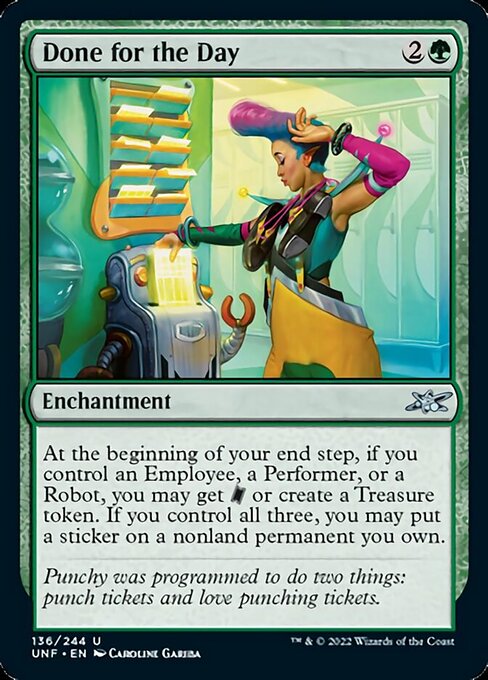 Done for the Day 2
Enchantment
At the beginning of your end step, if you
control an Employee, a Performer, or a
Robot, you may get or create a Treasure
token. If you control all three, you may put
a sticker on a nonland permanent you own.
Punchy was programmed to do two things:
punch tickets and love punching tickets.
136/244 U
UNF • EN Caroline Gariba
™ & © 2022 Wizards of the Coast